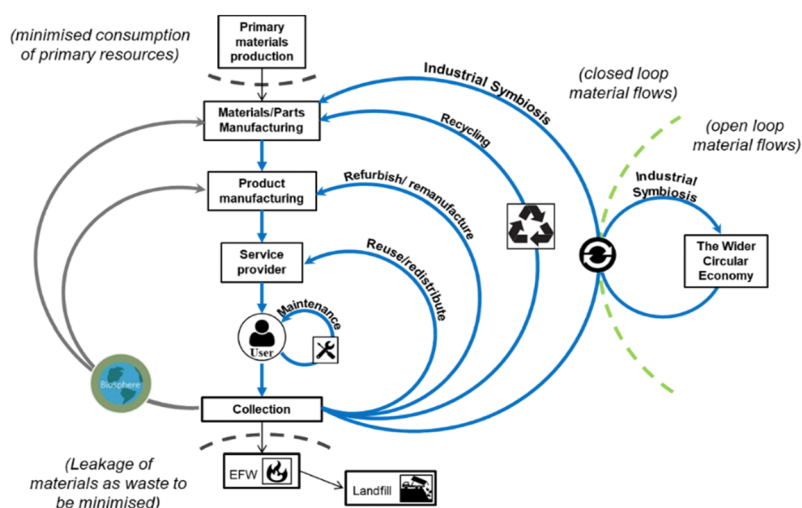 (minimised consumption
of primary resources)
Primary
materials
production
Industrial Symbiosis
(closed loop
material flows)
(open loop
material flows)
Materials/Parts
Manufacturing
Recycling
Industrial
Symbiosis
Product
manufacturing
Refurbish/ remanufacture
Service
provider
Reuse/redistribute
The Wider
Circular
Economy
Maintenance
User
BioSphere
Collection
(Leakage of
materials as waste to
be minimised)
EFW
Landfill